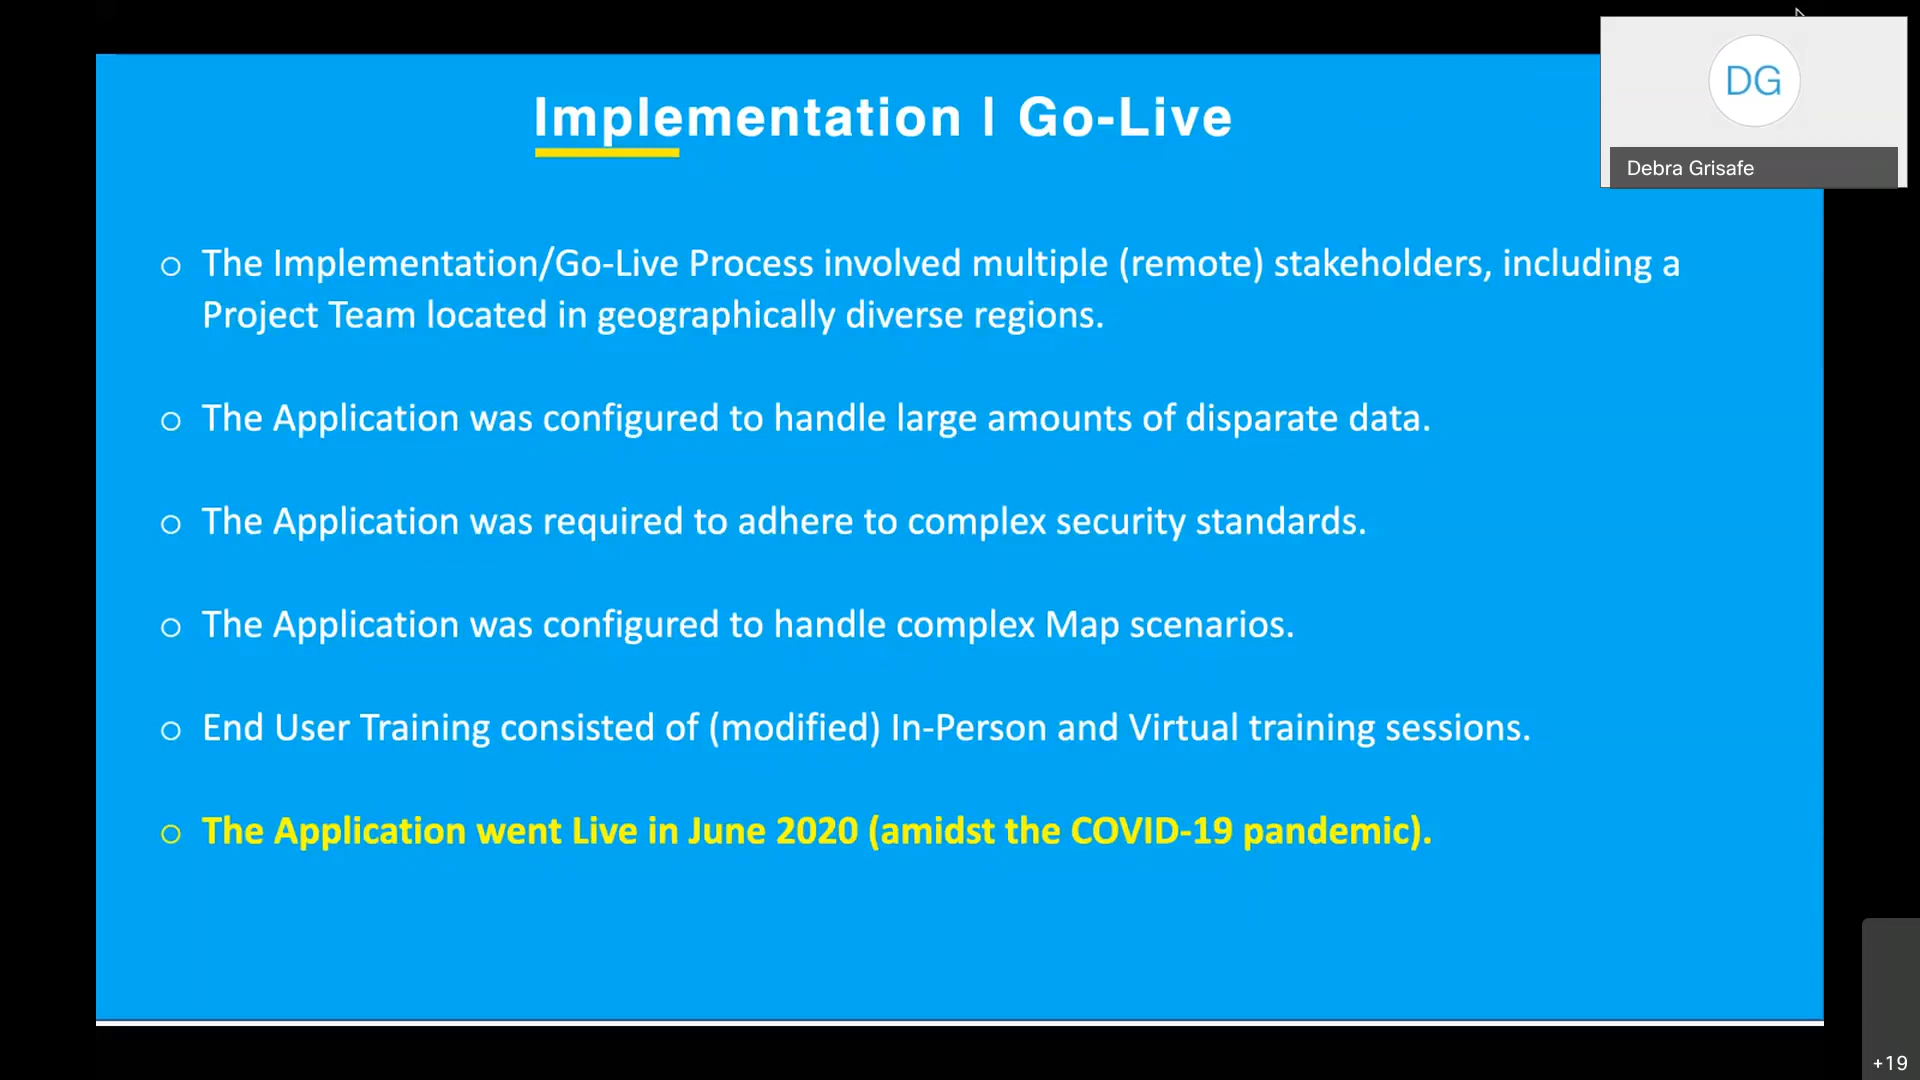 Implementation | Go-Live
DG
Debra Grisafe
The Implementation/Go-Live Process involved multiple (remote) stakeholders, including a
Project Team located in geographically diverse regions.
The Application was configured to handle large amounts of disparate data.
The Application was required to adhere to complex security standards.
The Application was configured to handle complex Map scenarios.
End User Training consisted of (modified) In-Person and Virtual training sessions.
The Application went Live in June 2020 (amidst the COVID-19 pandemic).
+19